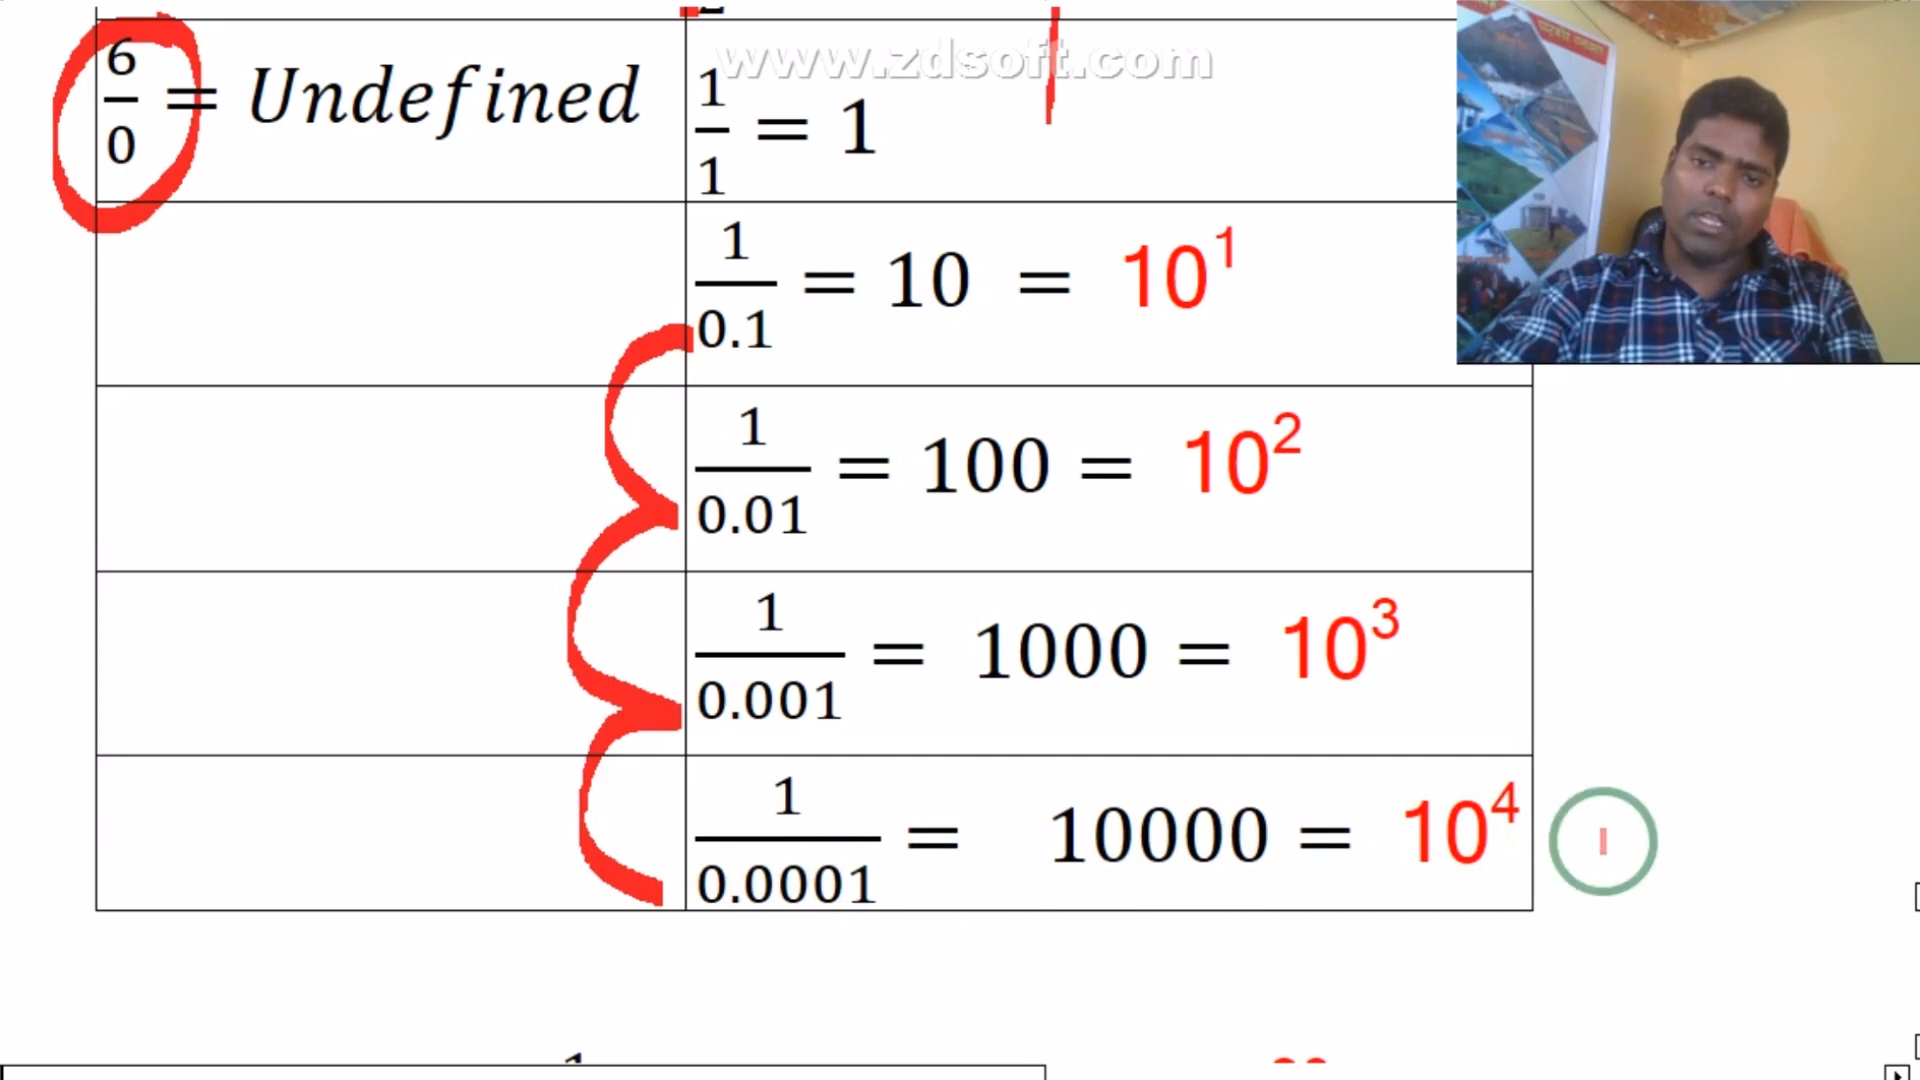 www.zdsoft.com
6/0 = Undefined
1/1 = 1
1/0.1 = 10 = 10^1
1/0.01 = 100 = 10^2
1/0.001 = 1000 = 10^3
1/0.0001 = 10000 = 10^4